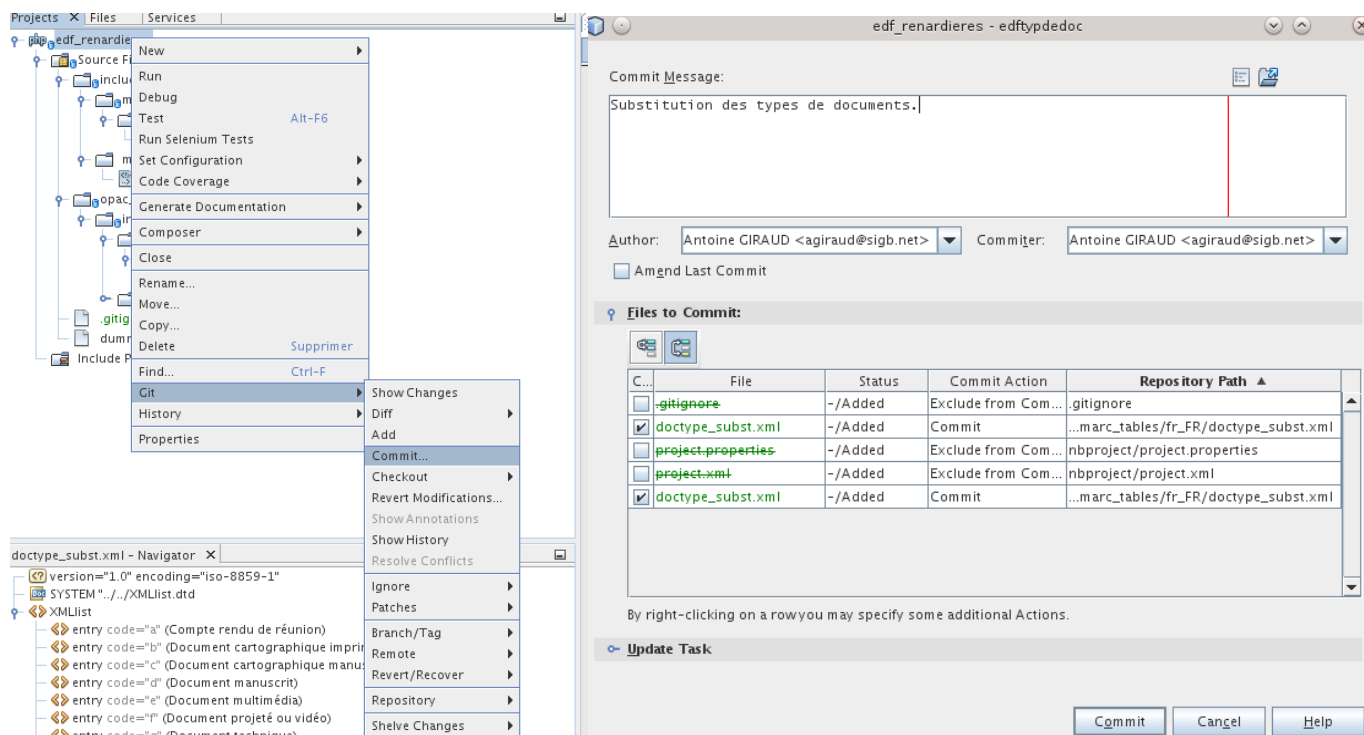 Projects Files Services
edf_renardie
Source Fi
inclu
m
m
opac_
in
.gitig
dumr
Include P
New
Run
Debug
Test Alt-F6
Run Selenium Tests
Set Configuration
Code Coverage
Generate Documentation
Composer
Close
Rename...
Move...
Copy...
Delete Supprimer
Find... Ctrl-F
Git
History
Properties
Show Changes
Diff
Add
Commit...
Checkout
Revert Modifications...
Show Annotations
Show History
Resolve Conflicts
Ignore
Patches
Branch/Tag
Remote
Revert/Recover
Repository
Shelve Changes
doctype_subst.xml - Navigator
version="1.0" encoding="iso-8859-1"
SYSTEM "../../XMLlist.dtd
XMLlist
entry code="a" (Compte rendu de réunion)
entry code="b" (Document cartographique imprir
entry code="c" (Document cartographique manus
entry code="d" (Document manuscrit)
entry code="e" (Document multimédia)
entry code="f" (Document projeté ou vidéo)
entry code="g" (Document technique)
edf_renardieres - edftypdedoc
Commit Message:
Substitution des types de documents.
Author: Antoine GIRAUD <agiraud@sigb.net> Commiter: Antoine GIRAUD <agiraud@sigb.net>
Amend Last Commit
Files to Commit:
C... File Status Commit Action Repository Path
.gitignore -/Added Exclude from Com... .gitignore
doctype_subst.xml -/Added Commit ...marc_tables/fr_FR/doctype_subst.xml
project.properties -/Added Exclude from Com... nbproject/project.properties
project.xml -/Added Exclude from Com... nbproject/project.xml
doctype_subst.xml -/Added Commit ...marc_tables/fr_FR/doctype_subst.xml
By right-clicking on a row you may specify some additional Actions.
Update Task
Commit Cancel Help